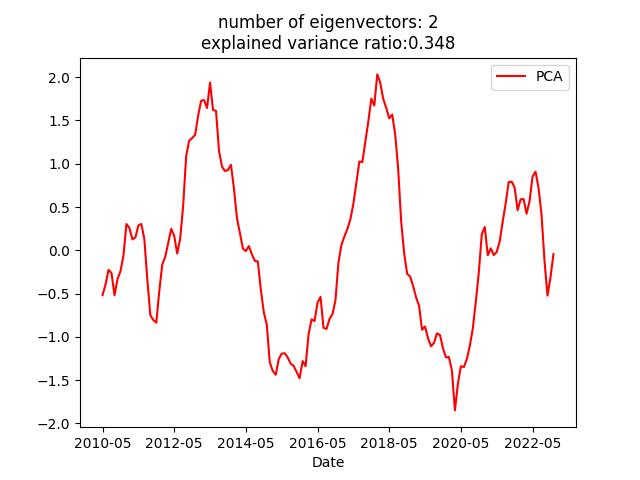 number of eigenvectors: 2
explained variance ratio:0.348
PCA
2.0
1.5
1.0
0.5
0.0
−0.5
−1.0
−1.5
−2.0
2010-05 2012-05 2014-05 2016-05 2018-05 2020-05 2022-05
Date